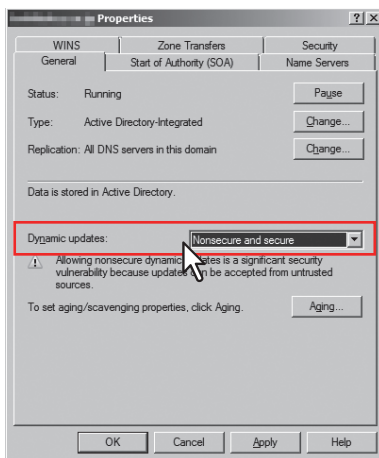 Properties
? x
WINS Zone Transfers Security
General Start of Authority (SOA) Name Servers
Status: Running Pause
Type: Active Directory-Integrated Change...
Replication: All DNS servers in this domain Change...
Data is stored in Active Directory.
Dynamic updates: Nonsecure and secure
Allowing nonsecure dynamic updates is a significant security
vulnerability because updates can be accepted from untrusted
sources.
To set aging/scavenging properties, click Aging. Aging...
OK Cancel Apply Help